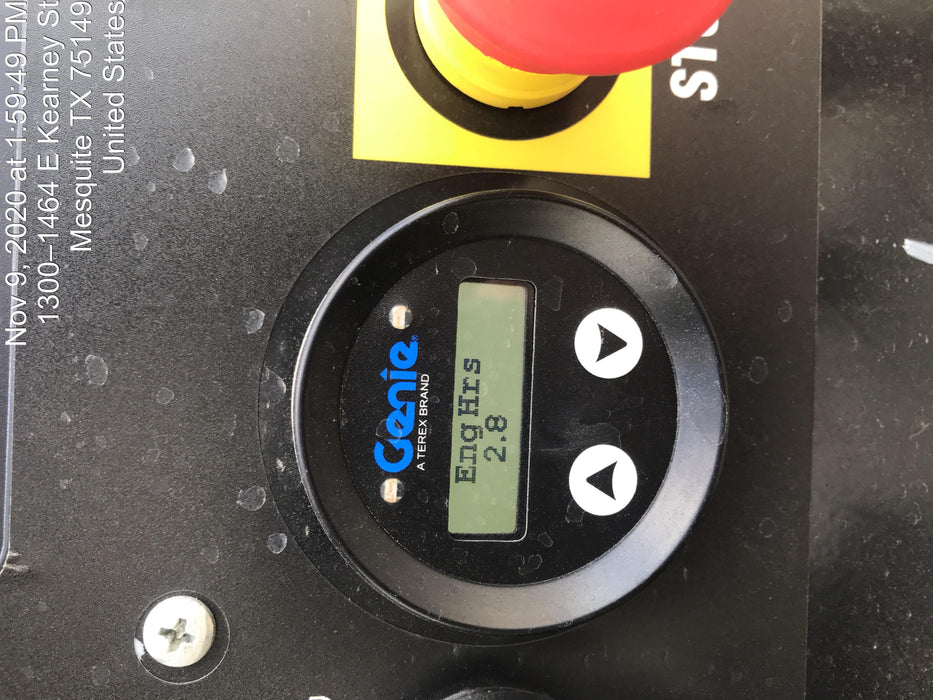 Nov 9, 2020 at 1:59:49 PM
1300–1464 E Kearney St
Mesquite TX 75149
United States
Genie®
A TEREX BRAND
Eng Hrs
2.8